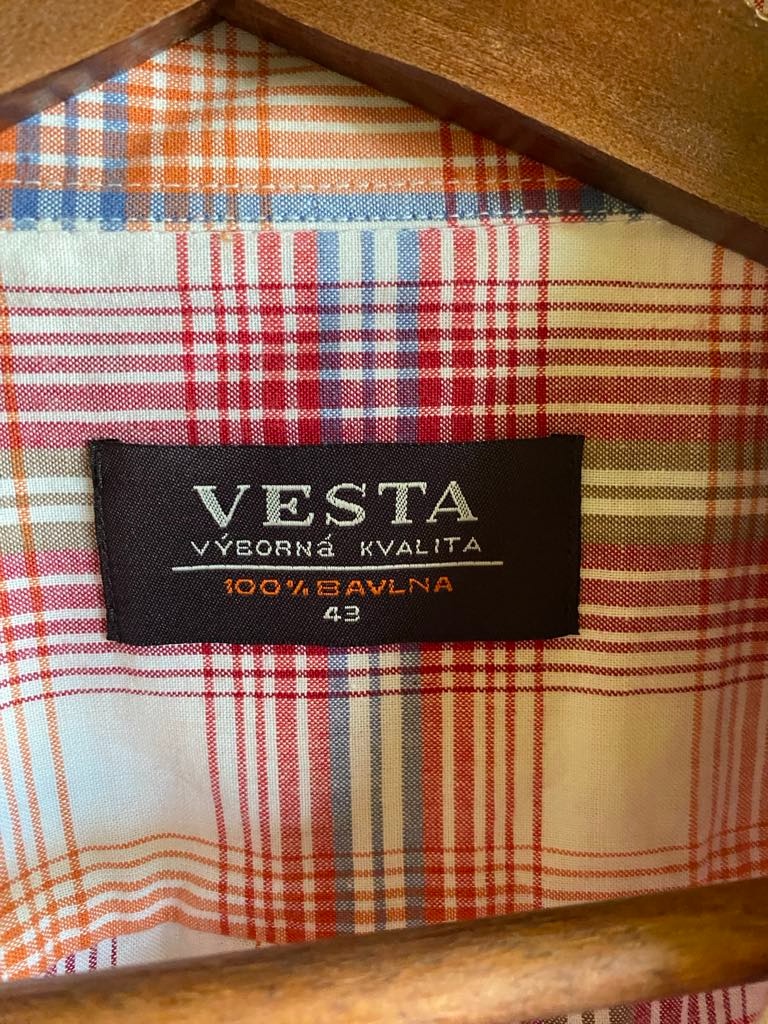 VESTA
VÝBORNá KVALITA
100% BAVLNA
43